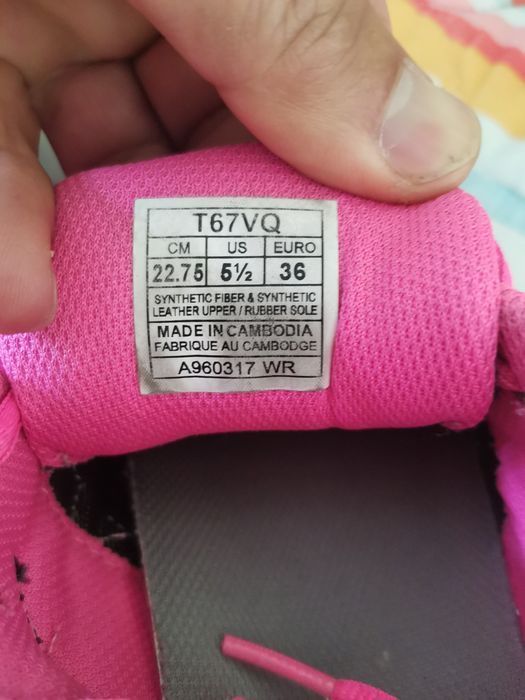 T67VQ
CM US EURO
22.75 5½ 36
SYNTHETIC FIBER & SYNTHETIC
LEATHER UPPER / RUBBER SOLE
MADE IN CAMBODIA
FABRIQUE AU CAMBODGE
A960317 WR